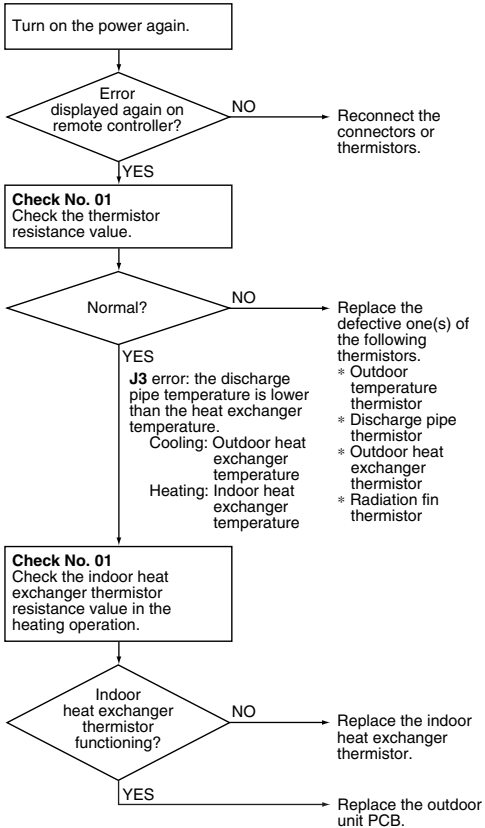 Turn on the power again.
Error
displayed again on
remote controller?
NO
Reconnect the
connectors or
thermistors.
YES
Check No. 01
Check the thermistor
resistance value.
Normal?
NO
Replace the
defective one(s) of
the following
thermistors.
* Outdoor
temperature
thermistor
* Discharge pipe
thermistor
* Outdoor heat
exchanger
thermistor
* Radiation fin
thermistor
YES
J3 error: the discharge
pipe temperature is lower
than the heat exchanger
temperature.
Cooling: Outdoor heat
exchanger
temperature
Heating: Indoor heat
exchanger
temperature
Check No. 01
Check the indoor heat
exchanger thermistor
resistance value in the
heating operation.
Indoor
heat exchanger
thermistor
functioning?
NO
Replace the indoor
heat exchanger
thermistor.
YES
Replace the outdoor
unit PCB.